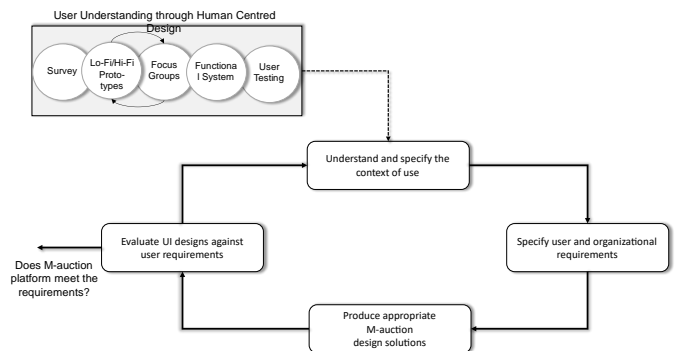 User Understanding through Human Centred
Design
Survey
Lo-Fi/Hi-Fi
Proto-
types
Focus
Groups
Functiona
l System
User
Testing
Understand and specify the
context of use
Evaluate UI designs against
user requirements
Specify user and organizational
requirements
Does M-auction
platform meet the
requirements?
Produce appropriate
M-auction
design solutions